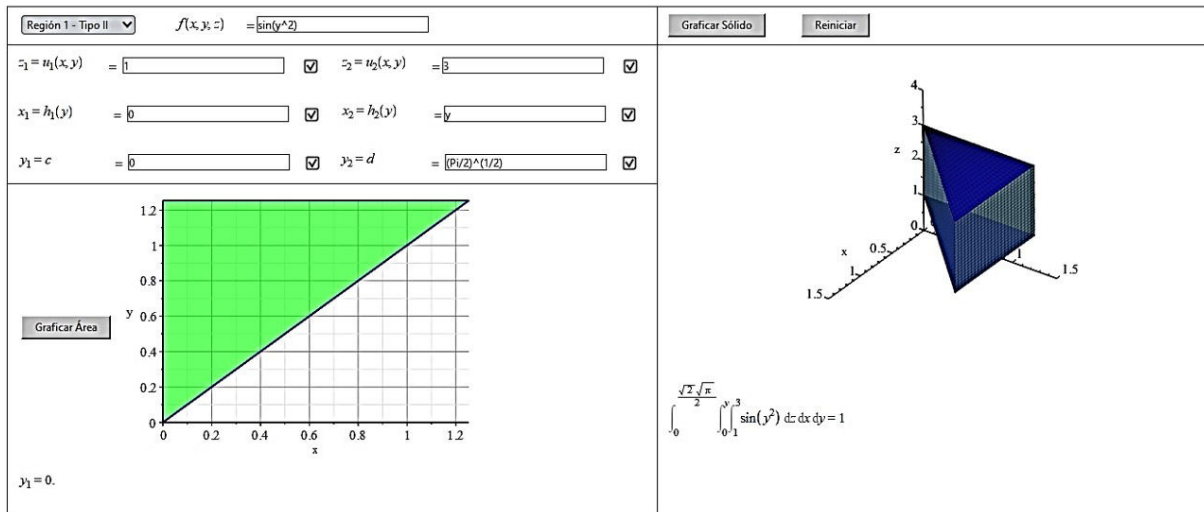 Región 1 - Tipo II f(x, y, z) = sin(y^2)
z₁ = u₁(x, y) = 1 z₂ = u₂(x, y) = 3
x₁ = h₁(y) = 0 x₂ = h₂(y) = y
y₁ = c = 0 y₂ = d = (Pi/2)^(1/2)
Graficar Área
y
1.2
1
0.8
0.6
0.4
0.2
0
0 0.2 0.4 0.6 0.8 1 1.2
x
y₁ = 0.
Graficar Sólido Reiniciar
4
3
z 2
1
0
x 0.5
1
1.5
1 1.5
∫₀^(√2√π/2) ∫₀^y ∫₁^3 sin(y²) dz dx dy = 1